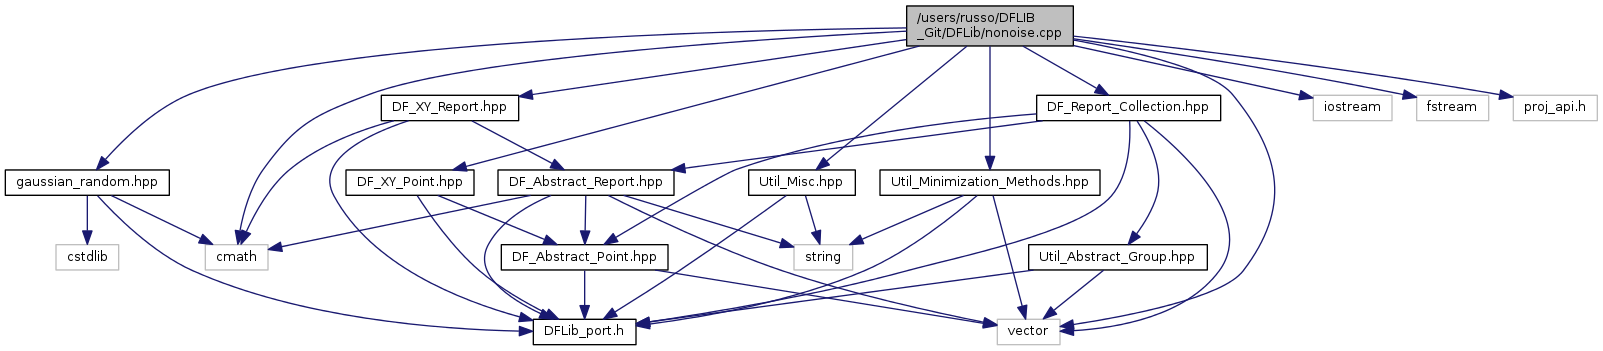 /users/russo/DFLIB
_Git/DFLib/nonoise.cpp
DF_XY_Report.hpp
DF_Report_Collection.hpp
iostream
fstream
proj_api.h
gaussian_random.hpp
DF_XY_Point.hpp
DF_Abstract_Report.hpp
Util_Misc.hpp
Util_Minimization_Methods.hpp
cstdlib
cmath
DF_Abstract_Point.hpp
string
Util_Abstract_Group.hpp
DFLib_port.h
vector